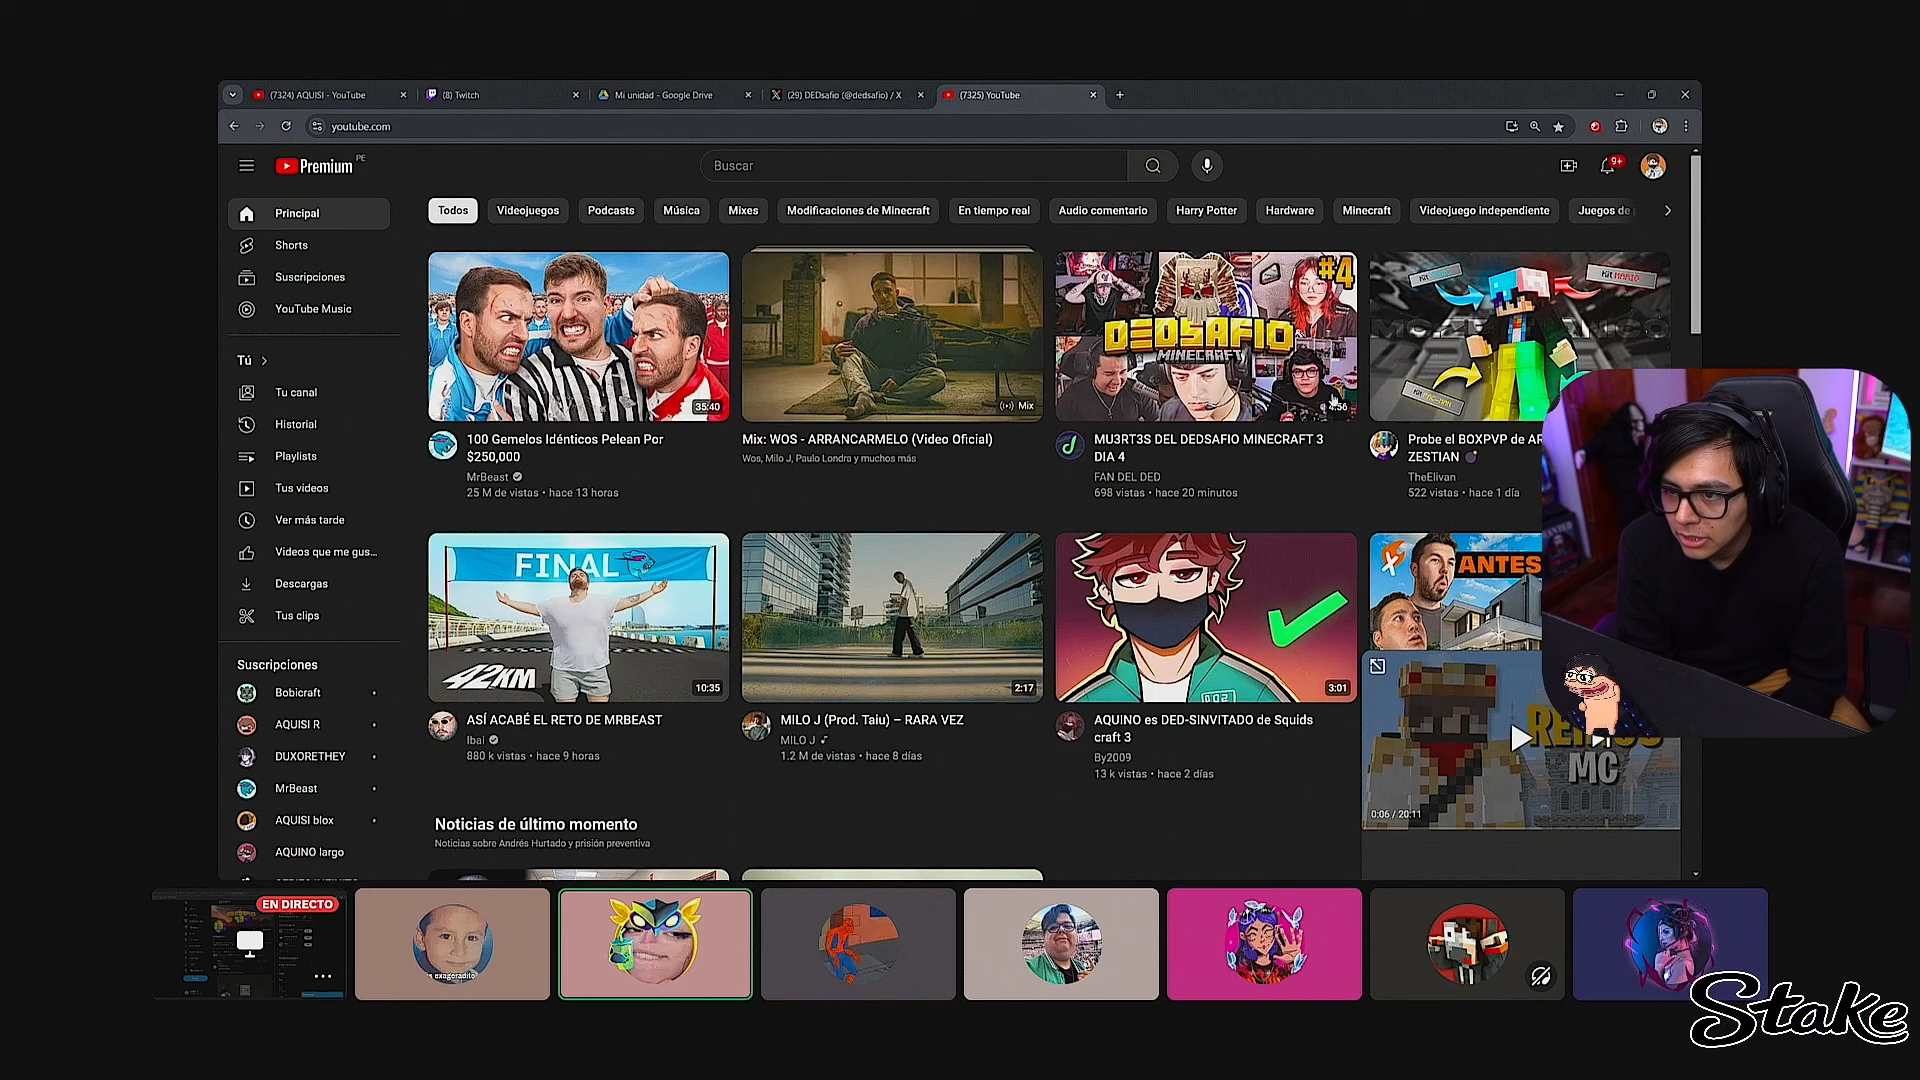 (7324) AQUISI - YouTube
(8) Twitch
Mi unidad - Google Drive
(29) DEDsafio (@dedsafio) / X
(7325) YouTube
youtube.com
Premium PE
Buscar
9+
Principal
Shorts
Suscripciones
YouTube Music
Tú
Tu canal
Historial
Playlists
Tus videos
Ver más tarde
Videos que me gus...
Descargas
Tus clips
Suscripciones
Bobicraft
AQUISI R
DUXORETHEY
MrBeast
AQUISI blox
AQUINO largo
Todos
Videojuegos
Podcasts
Música
Mixes
Modificaciones de Minecraft
En tiempo real
Audio comentario
Harry Potter
Hardware
Minecraft
Videojuego independiente
Juegos de
35:40
100 Gemelos Idénticos Pelean Por
$250,000
MrBeast
25 M de vistas • hace 13 horas
Mix
Mix: WOS - ARRANCARMELO (Video Oficial)
Wos, Milo J, Paulo Londra y muchos más
#4
DEDSAFIO
MINECRAFT
MU3RT3S DEL DEDSAFIO MINECRAFT 3
DIA 4
FAN DEL DED
698 vistas • hace 20 minutos
Kit MARIO
Kit PAC-MAN
Probe el BOXPVP de AR
ZESTIAN
TheElivan
522 vistas • hace 1 día
FINAL
42KM
10:35
ASÍ ACABÉ EL RETO DE MRBEAST
Ibai
880 k vistas • hace 9 horas
2:17
MILO J (Prod. Taiu) – RARA VEZ
MILO J
1.2 M de vistas • hace 8 días
002
3:01
AQUINO es DED-SINVITADO de Squids
craft 3
By2009
13 k vistas • hace 2 días
ANTES
MC
0:06 / 20:11
Noticias de último momento
Noticias sobre Andrés Hurtado y prisión preventiva
EN DIRECTO
exageradito
Stake